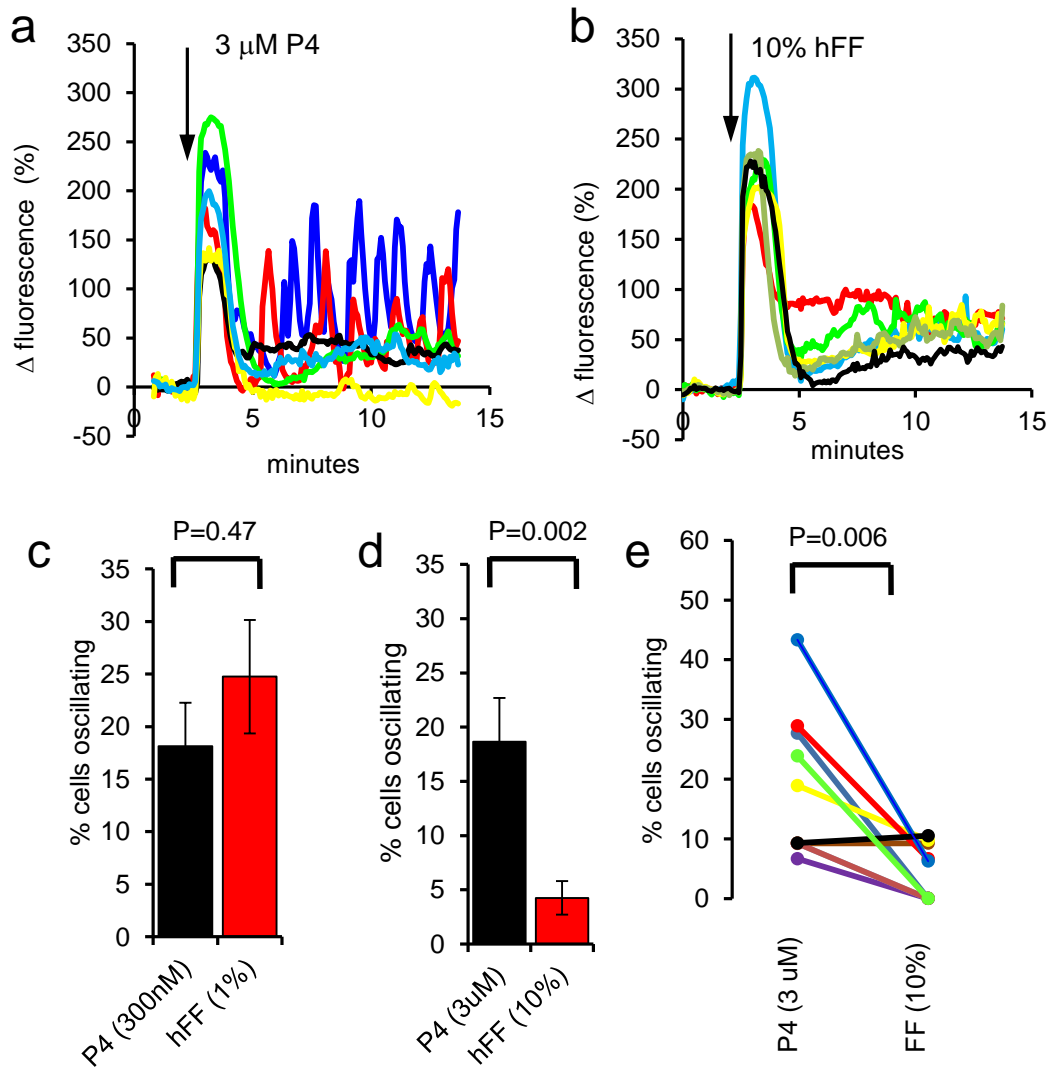 a
3 μM P4
Δ fluorescence (%)
350
300
250
200
150
100
50
0
-50
0
5
10
15
minutes
b
10% hFF
Δ fluorescence (%)
350
300
250
200
150
100
50
0
-50
0
5
10
15
minutes
c
P=0.47
% cells oscillating
35
30
25
20
15
10
5
0
P4 (300nM)
hFF (1%)
d
P=0.002
% cells oscillating
35
30
25
20
15
10
5
0
P4 (3uM)
hFF (10%)
e
P=0.006
% cells oscillating
60
50
40
30
20
10
0
P4 (3 uM)
FF (10%)